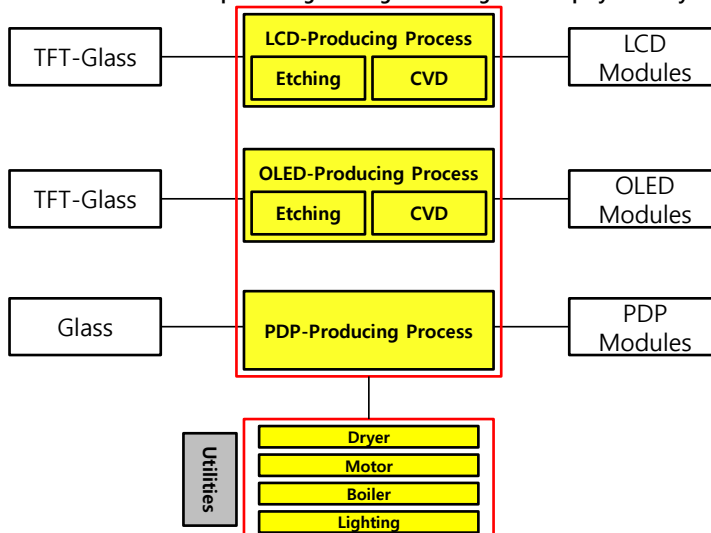 LCD-Producing Process
TFT-Glass
Etching
CVD
LCD
Modules
OLED-Producing Process
TFT-Glass
Etching
CVD
OLED
Modules
Glass
PDP-Producing Process
PDP
Modules
Utilities
Dryer
Motor
Boiler
Lighting